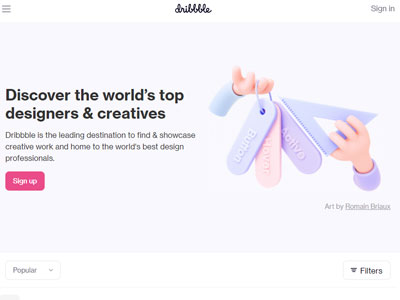 dribbble
Sign in
Discover the world's top
designers & creatives
Dribbble is the leading destination to find & showcase
creative work and home to the world's best design
professionals.
Sign up
Button
Hover
Active
Art by Romain Briaux
Popular
Filters